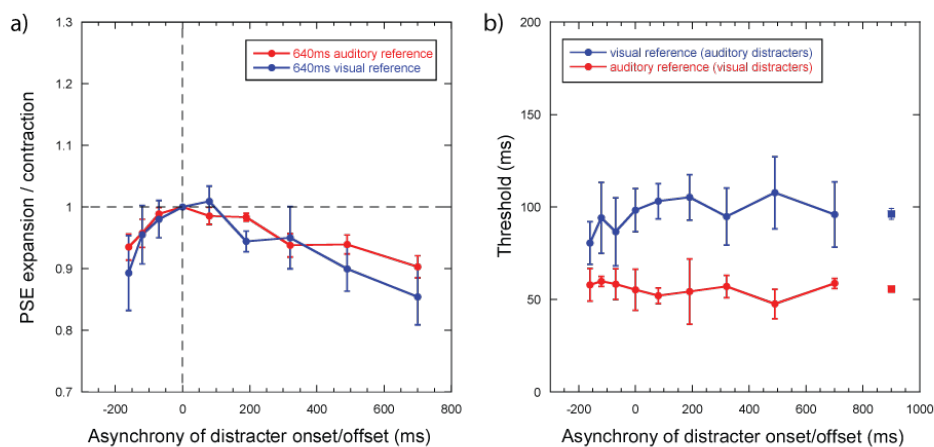 a)
1.3
1.2
1.1
1
0.9
0.8
0.7
PSE expansion / contraction
640ms auditory reference
640ms visual reference
-200
0
200
400
600
800
Asynchrony of distracter onset/offset (ms)
b)
200
150
100
50
0
Threshold (ms)
visual reference (auditory distracters)
auditory reference (visual distracters)
-200
0
200
400
600
800
1000
Asynchrony of distracter onset/offset (ms)